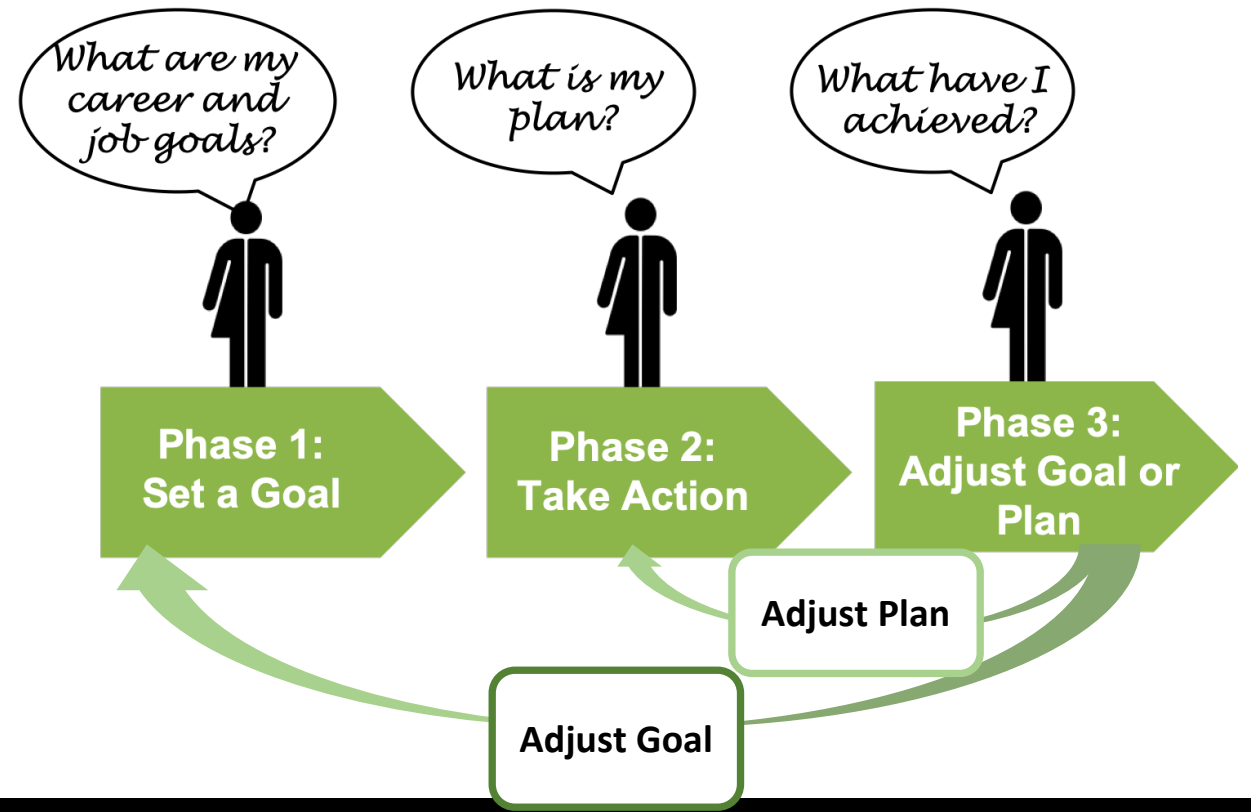 What are my
career and
job goals?
What is my
plan?
What have I
achieved?
Phase 1:
Set a Goal
Phase 2:
Take Action
Phase 3:
Adjust Goal or
Plan
Adjust Plan
Adjust Goal